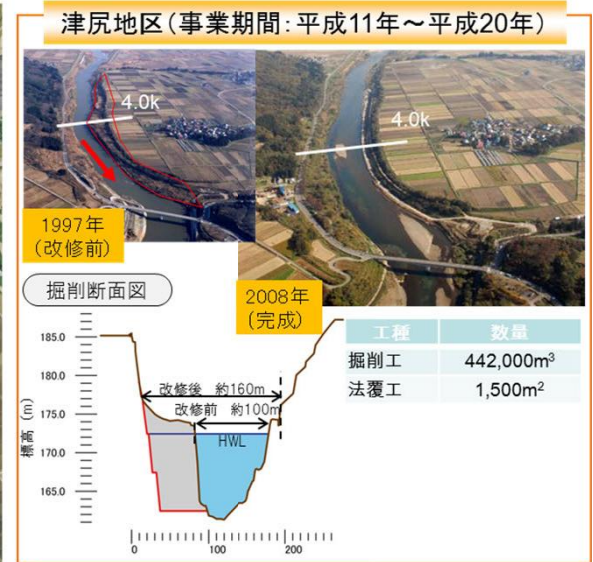 津尻地区(事業期間:平成11年～平成20年)
4.0k
4.0k
1997年
(改修前)
2008年
(完成)
掘削断面図
工種 数量
掘削工 442,000m³
法覆工 1,500m²
標高(m)
185.0
180.0
175.0
170.0
165.0
改修後 約160m
改修前 約100m
HWL
0 100 200